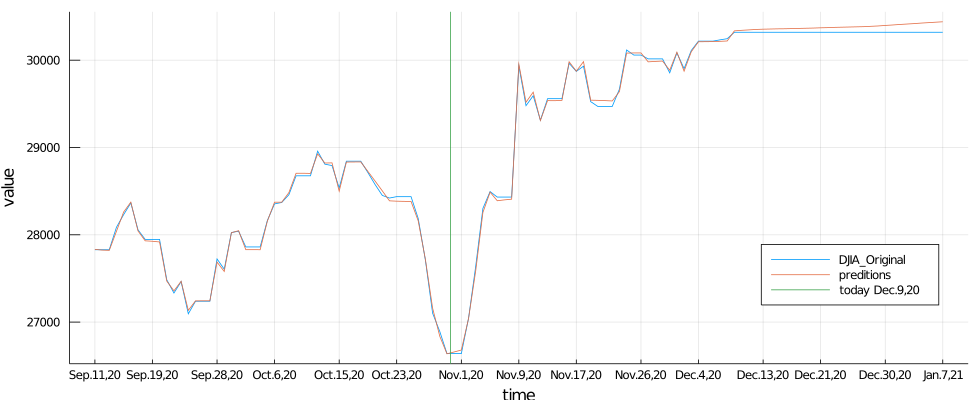 30000
29000
28000
27000
value
DJIA_Original
preditions
today Dec.9,20
Sep.11,20 Sep.19,20 Sep.28,20 Oct.6,20 Oct.15,20 Oct.23,20 Nov.1,20 Nov.9,20 Nov.17,20 Nov.26,20 Dec.4,20 Dec.13,20 Dec.21,20 Dec.30,20 Jan.7,21
time